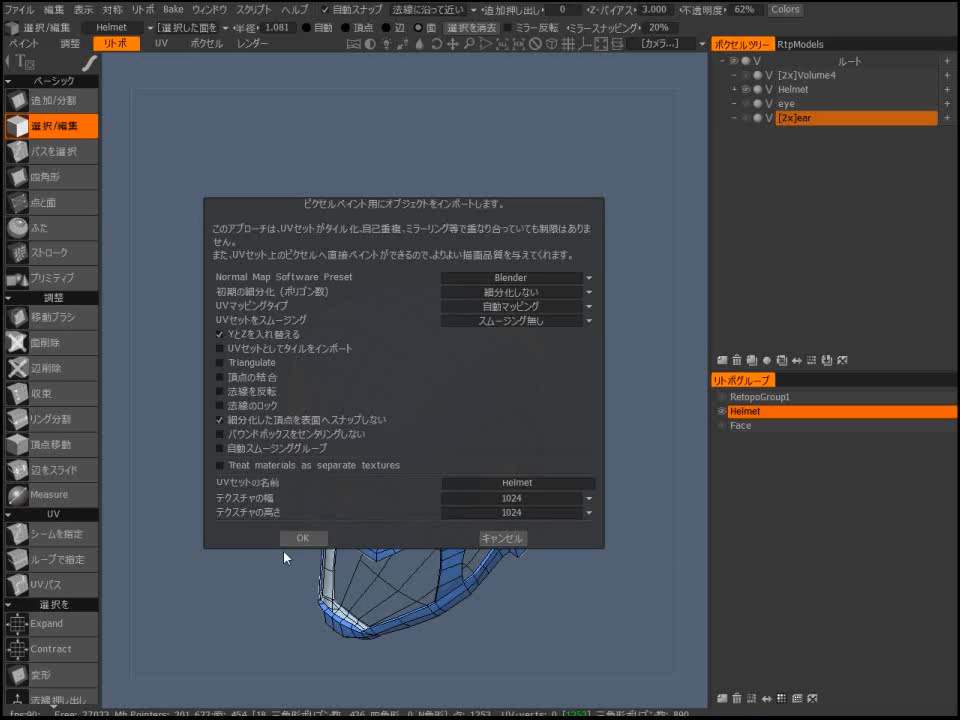 ファイル 編集 表示 対称 リトポ Bake ウィンドウ スクリプト ヘルプ ✓ 自動スナップ 法線に沿って近い 追加押し出し 0 Z-バイアス 3.000 不透明度 62% Colors
選択/編集 Helmet [選択した面を 半径 1.081 自動 頂点 辺 面 選択を消去 ミラー反転 ミラースナッピング 20%
ペイント 調整 リトポ UV ボクセル レンダー [カメラ...]
ベーシック
追加/分割
選択/編集
パスを選択
四角形
点と面
ふた
ストローク
プリミティブ
調整
移動ブラシ
面削除
辺削除
収束
リング分割
頂点移動
辺をスライド
Measure
UV
シームを指定
ループで指定
UVパス
選択を
Expand
Contract
変形
法線押し出し
ピクセルペイント用にオブジェクトをインポートします。
このアプローチは、UVセットがタイル化、自己重複、ミラーリング等で重なり合っていても制限はありま
せん。
また、UVセット上のピクセルへ直接ペイントができるので、よりよい描画品質を与えてくれます。
Normal Map Software Preset Blender
初期の細分化 (ポリゴン数) 細分化しない
UVマッピングタイプ 自動マッピング
UVセットをスムージング スムージング無し
✓ YとZを入れ替える
UVセットとしてタイルをインポート
Triangulate
頂点の結合
法線を反転
法線のロック
✓ 細分化した頂点を表面へスナップしない
バウンドボックスをセンタリングしない
自動スムージンググループ
Treat materials as separate textures
UVセットの名前 Helmet
テクスチャの幅 1024
テクスチャの高さ 1024
OK キャンセル
ボクセルツリー RtpModels
V ルート +
V [2x]Volume4 +
+ V Helmet +
V eye +
V [2x]ear +
リトポグループ
RetopoGroup1
Helmet
Face